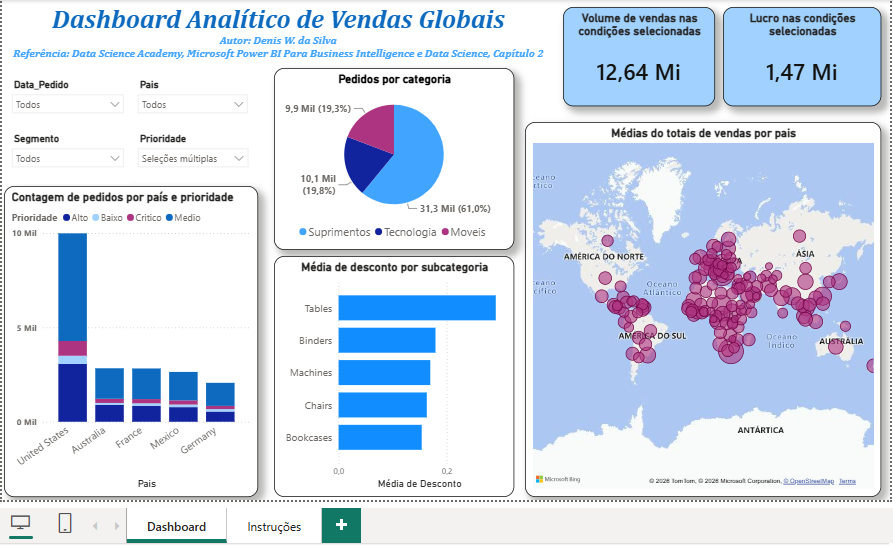 Dashboard Analítico de Vendas Globais
Autor: Denis W. da Silva
Referência: Data Science Academy, Microsoft Power BI Para Business Intelligence e Data Science, Capítulo 2
Volume de vendas nas
condições selecionadas
12,64 Mi
Lucro nas condições
selecionadas
1,47 Mi
Data_Pedido
Todos
Pais
Todos
Segmento
Todos
Prioridade
Seleções múltiplas
Pedidos por categoria
9,9 Mil (19,3%)
10,1 Mil
(19,8%)
31,3 Mil (61,0%)
Suprimentos Tecnologia Moveis
Contagem de pedidos por país e prioridade
Prioridade Alto Baixo Critico Medio
10 Mil
5 Mil
0 Mil
United States
Australia
France
Mexico
Germany
Pais
Média de desconto por subcategoria
Tables
Binders
Machines
Chairs
Bookcases
0,0
0,2
Média de Desconto
Médias do totais de vendas por pais
ceano
rtico
AMÉRICA DO NORTE
ÁSIA
ceano
cífico
Oceano
Atlântico
AMÉRICA DO SUL
Oceano
Índico
AUSTRÁLIA
ANTÁRTICA
Microsoft Bing
© 2026 TomTom, © 2026 Microsoft Corporation, © OpenStreetMap Terms
Dashboard
Instruções
+